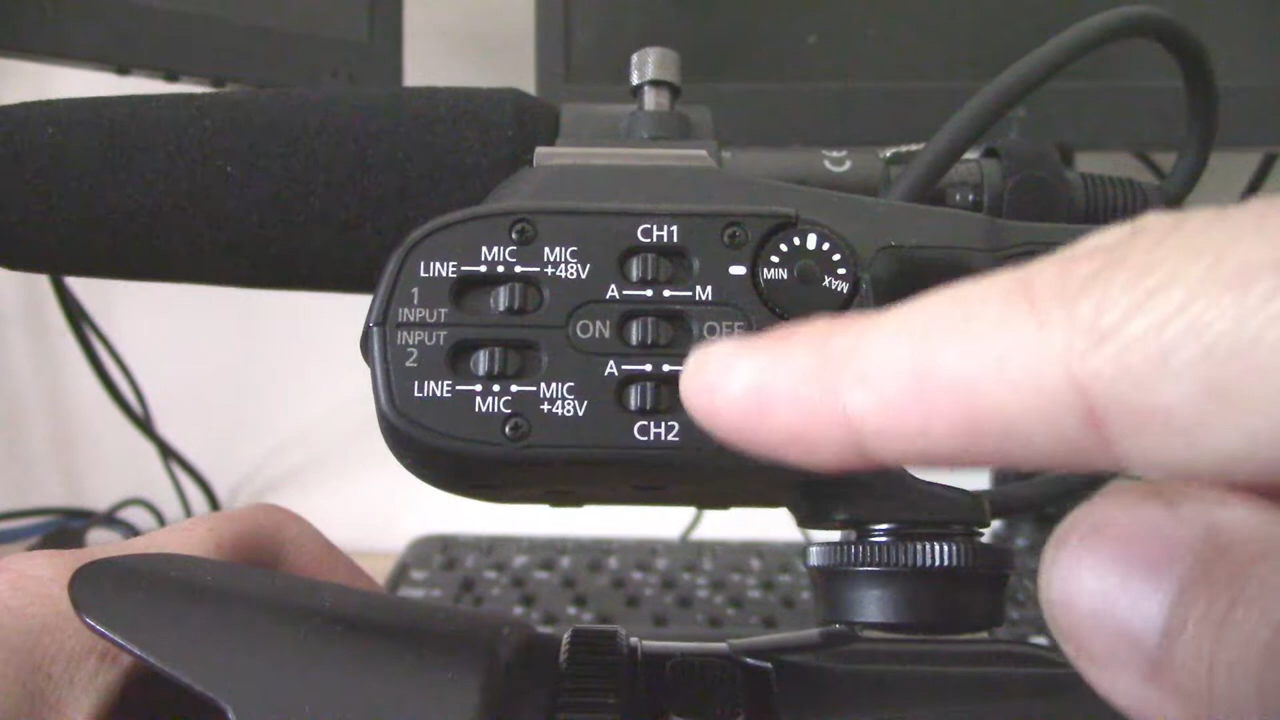 CH1
MIC MIC
LINE +48V
MIN MAX
1 A M
INPUT
ON OFF
INPUT
2 A
LINE MIC
MIC +48V
CH2
CE